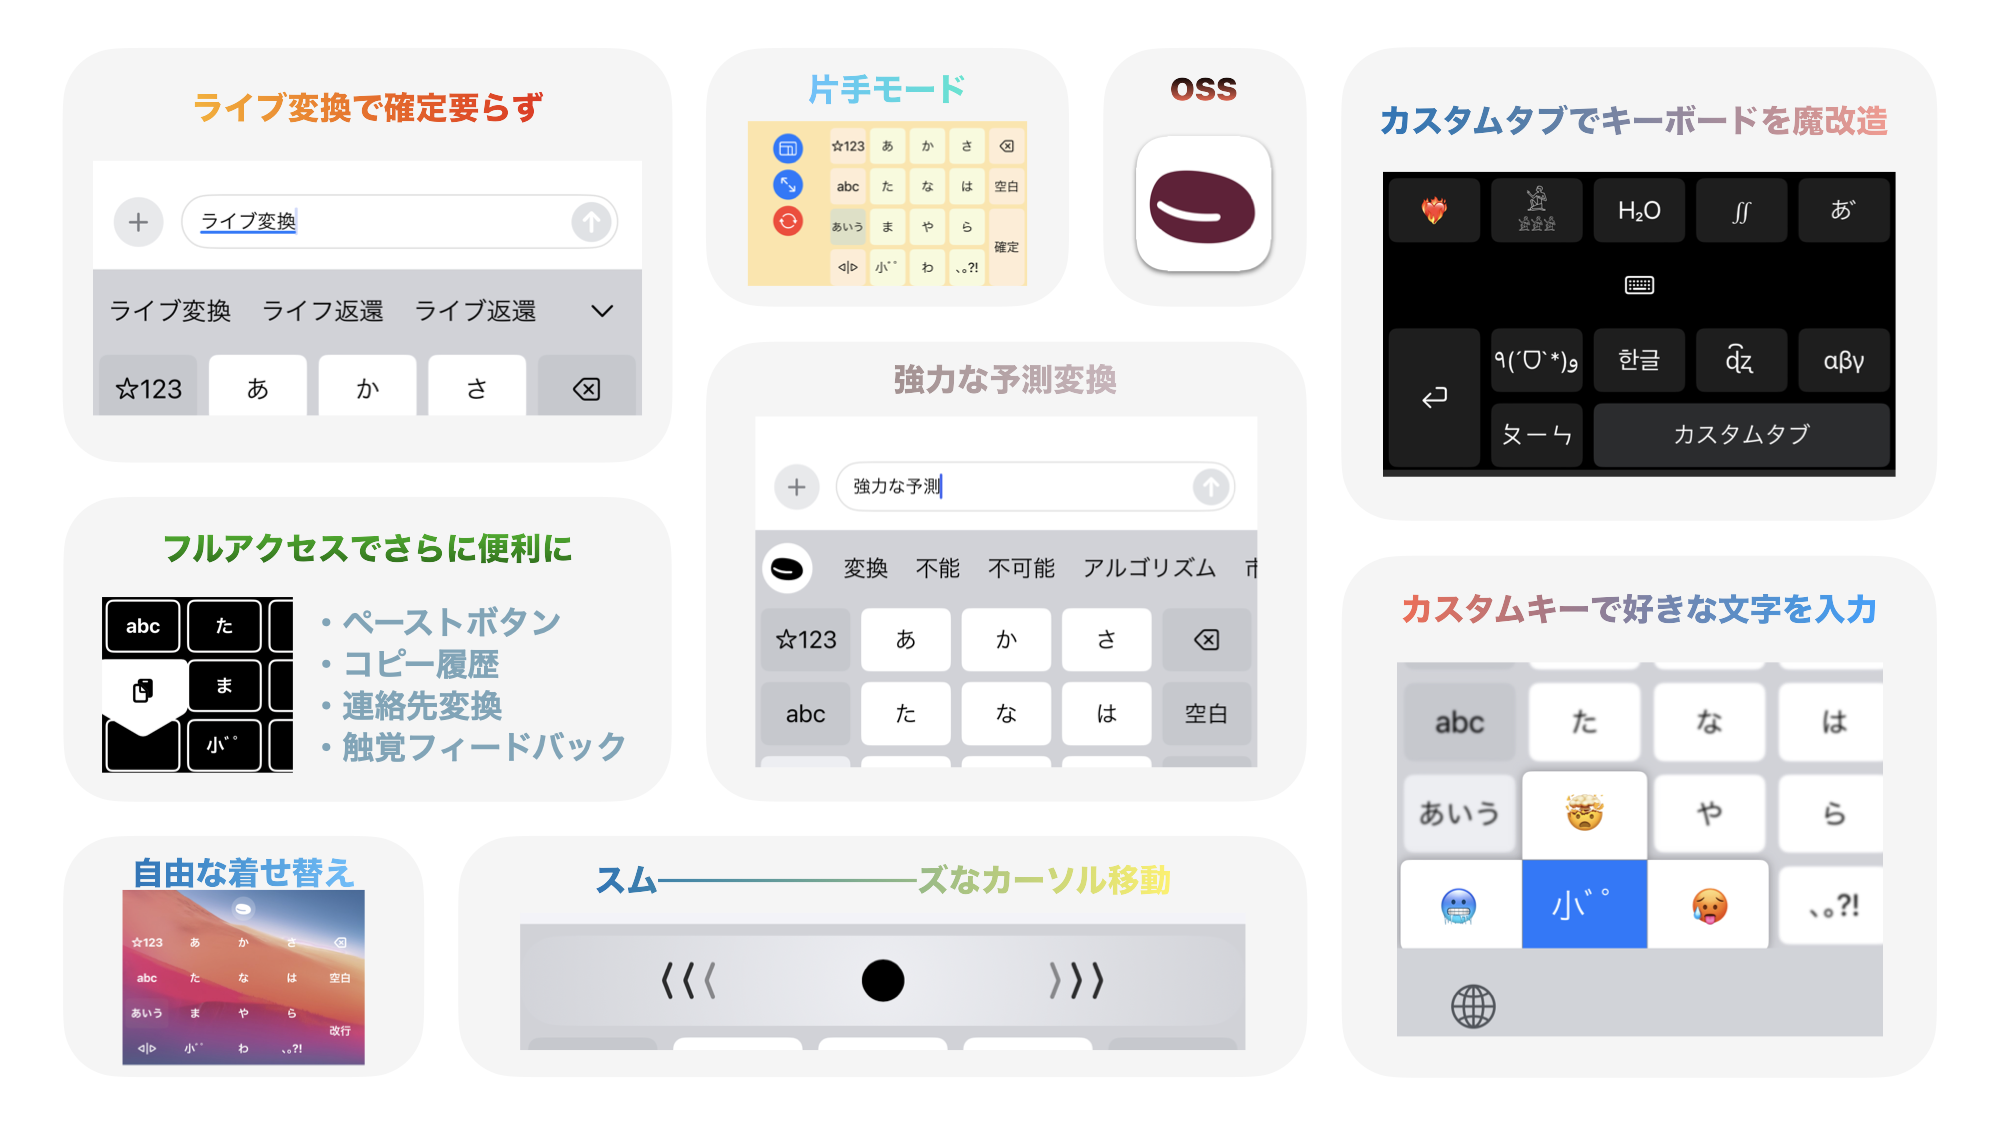 ライブ変換で確定要らず
ライブ変換
ライブ変換 ライフ返還 ライブ返還
☆123 あ か さ
片手モード
☆123 あ か さ
abc た な は 空白
あいう ま や ら
確定
小゛゜ わ 、。?!
OSS
カスタムタブでキーボードを魔改造
H₂O ∬ あ゙
٩(´ᗜ`*)و 한글 d͡ʐ αβγ
ㄆㄧㄣ カスタムタブ
フルアクセスでさらに便利に
abc た
ま
小゛゜
・ペーストボタン
・コピー履歴
・連絡先変換
・触覚フィードバック
強力な予測変換
強力な予測
変換 不能 不可能 アルゴリズム
☆123 あ か さ
abc た な は 空白
カスタムキーで好きな文字を入力
abc た な は
あいう 🤯 や ら
🥶 小゛゜ 🥵 、。?!
自由な着せ替え
☆123 あ か さ
abc た な は 空白
あいう ま や ら
改行
小゛゜ わ 、。?!
スム────────ズなカーソル移動